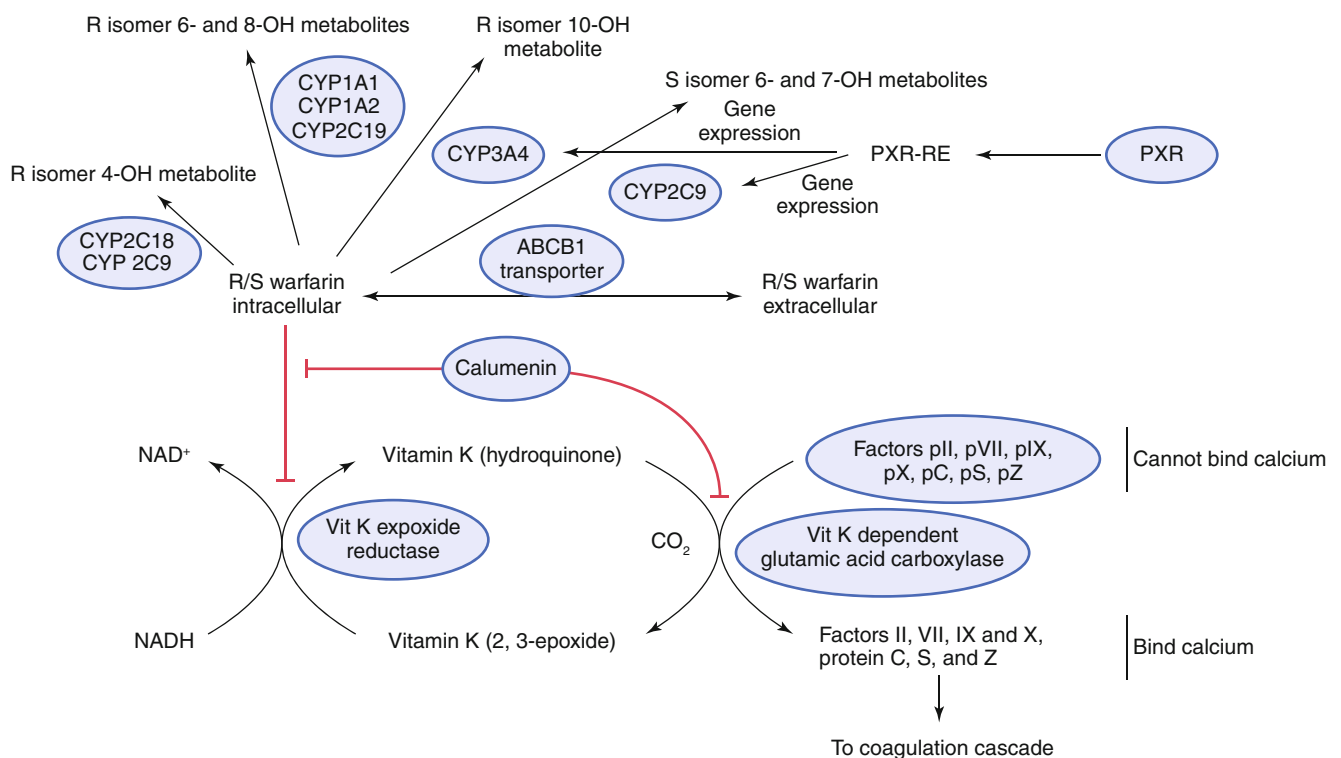 R isomer 6- and 8-OH metabolites
R isomer 10-OH
metabolite
CYP1A1
CYP1A2
CYP2C19
S isomer 6- and 7-OH metabolites
Gene
expression
CYP3A4
PXR-RE
PXR
R isomer 4-OH metabolite
CYP2C9
Gene
expression
CYP2C18
CYP 2C9
ABCB1
transporter
R/S warfarin
intracellular
R/S warfarin
extracellular
Calumenin
NAD⁺
Vitamin K (hydroquinone)
Factors pII, pVII, pIX,
pX, pC, pS, pZ
Cannot bind calcium
Vit K expoxide
reductase
CO₂
Vit K dependent
glutamic acid carboxylase
NADH
Vitamin K (2, 3-epoxide)
Factors II, VII, IX and X,
protein C, S, and Z
Bind calcium
To coagulation cascade